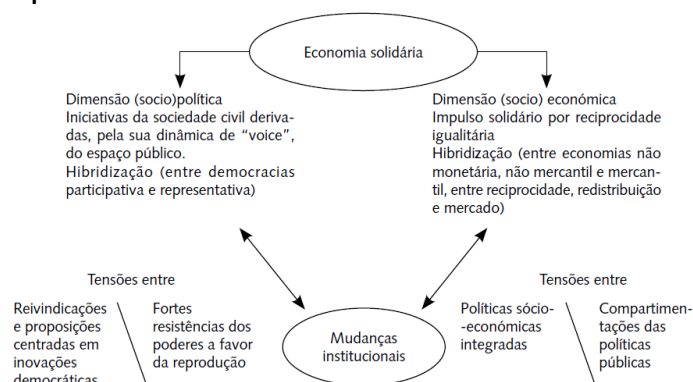 Economia solidária
Dimensão (socio)política
Iniciativas da sociedade civil deriva-
das, pela sua dinâmica de “voice”,
do espaço público.
Hibridização (entre democracias
participativa e representativa)
Dimensão (socio) económica
Impulso solidário por reciprocidade
igualitária
Hibridização (entre economias não
monetária, não mercantil e mercan-
til, entre reciprocidade, redistribuição
e mercado)
Tensões entre
Reivindicações
e proposições
centradas em
inovações
democráticas
Fortes
resistências dos
poderes a favor
da reprodução
Mudanças
institucionais
Tensões entre
Políticas sócio-
-económicas
integradas
Compartimen-
tações das
políticas
públicas